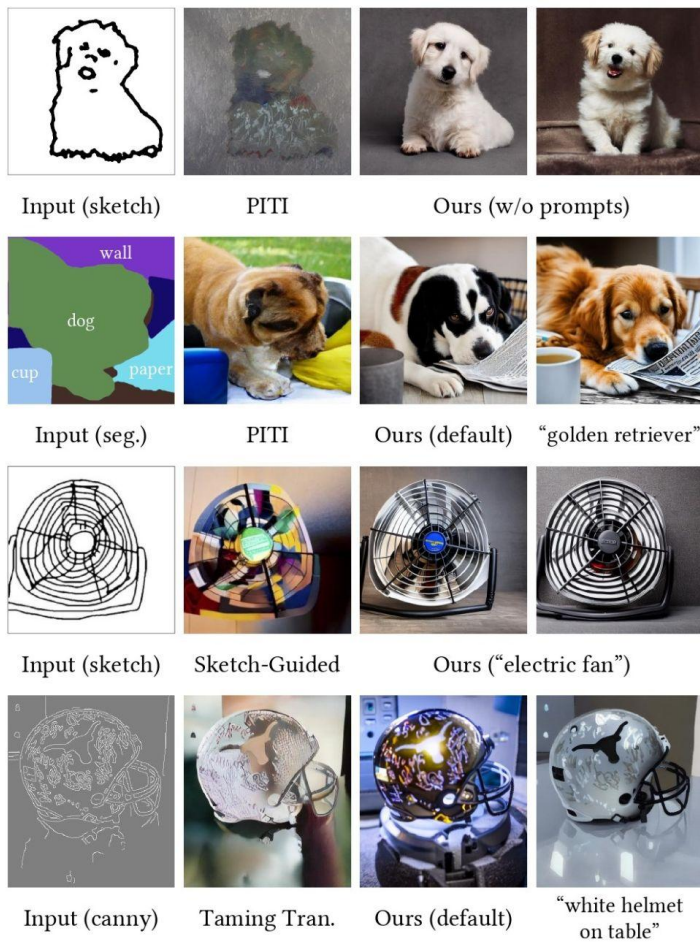 Input (sketch)
PITI
Ours (w/o prompts)
wall
dog
cup
paper
Input (seg.)
PITI
Ours (default)
“golden retriever”
Input (sketch)
Sketch-Guided
Ours (“electric fan”)
Input (canny)
Taming Tran.
Ours (default)
“white helmet
on table”